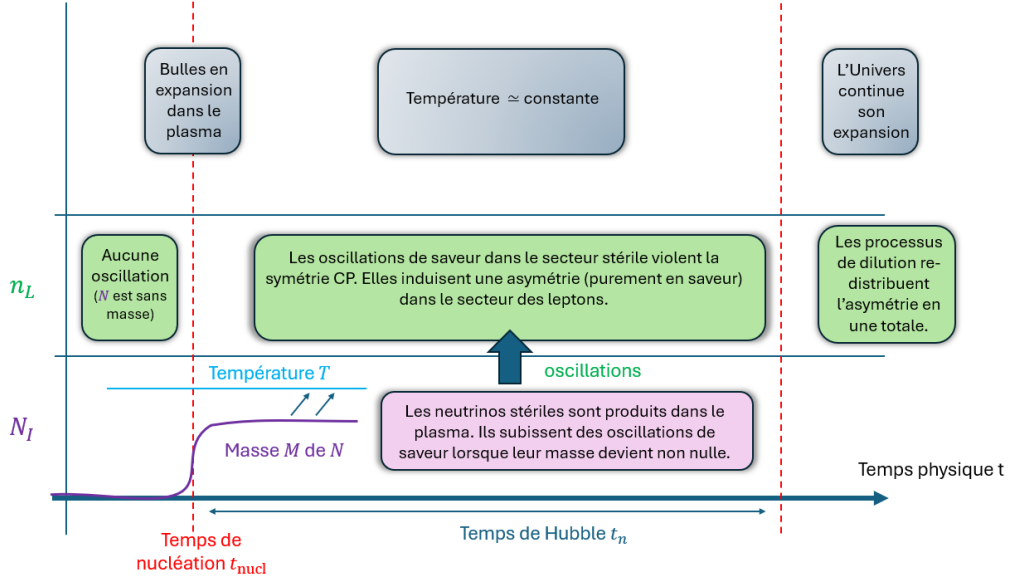 Bulles en
expansion
dans le
plasma
Température ≃ constante
L'Univers
continue
son
expansion
n_L
Aucune
oscillation
(N est sans
masse)
Les oscillations de saveur dans le secteur stérile violent la
symétrie CP. Elles induisent une asymétrie (purement en saveur)
dans le secteur des leptons.
Les processus
de dilution re-
distribuent
l'asymétrie en
une totale.
Température T
oscillations
N_I
Masse M de N
Les neutrinos stériles sont produits dans le
plasma. Ils subissent des oscillations de
saveur lorsque leur masse devient non nulle.
Temps physique t
Temps de Hubble t_n
Temps de
nucléation t_nucl